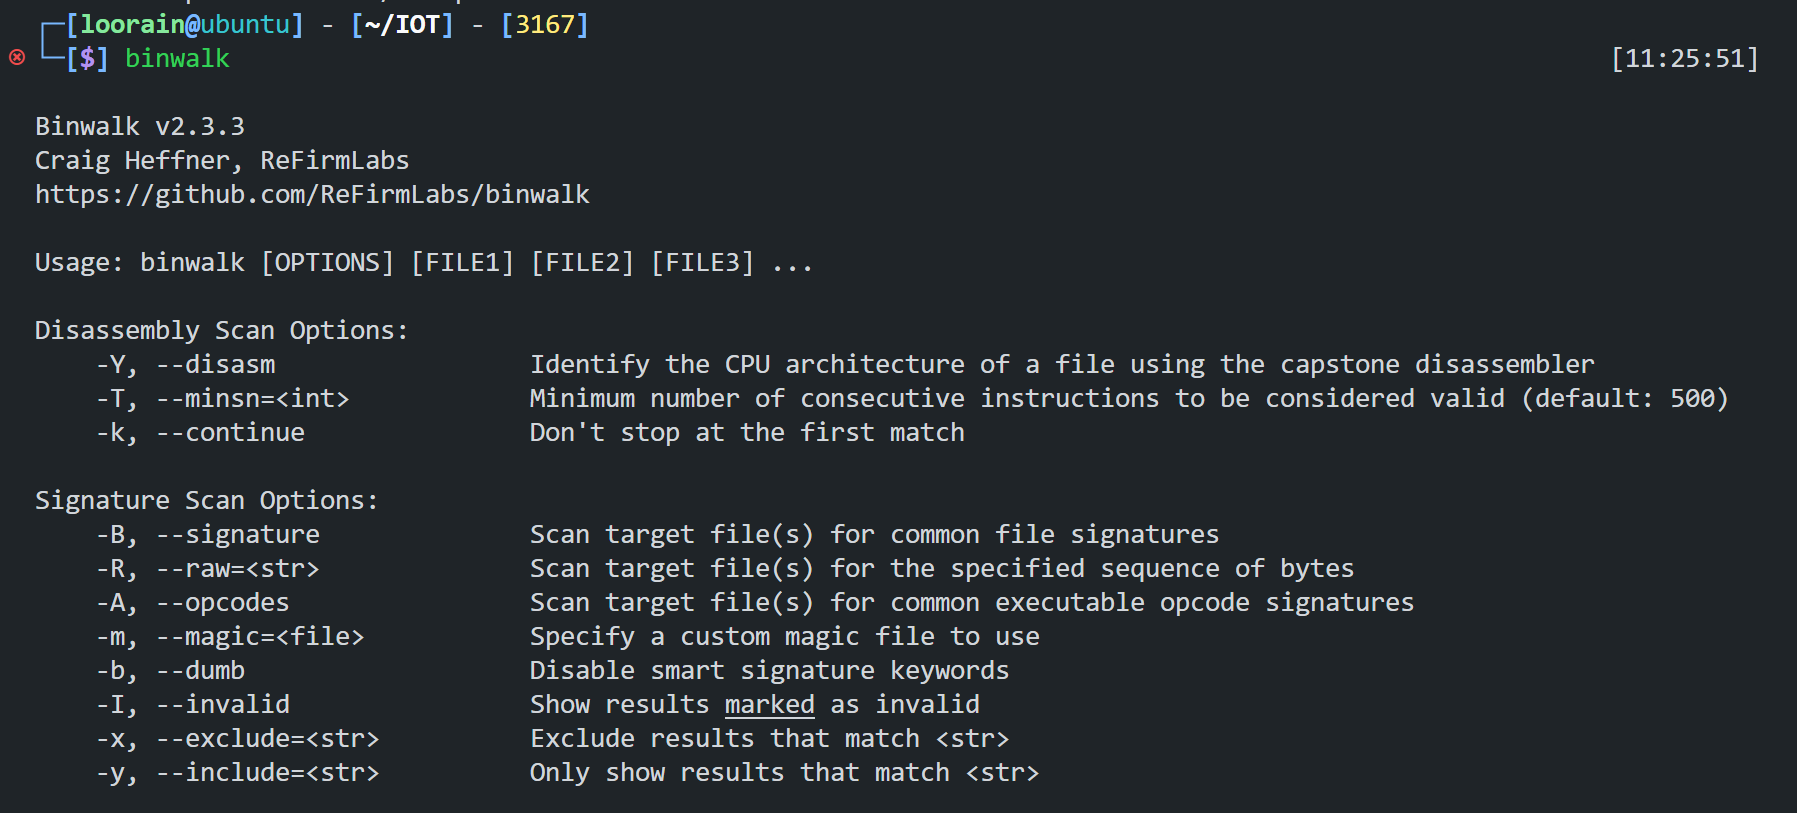 [loorain@ubuntu] - [~/IOT] - [3167]
[$] binwalk [11:25:51]
Binwalk v2.3.3
Craig Heffner, ReFirmLabs
https://github.com/ReFirmLabs/binwalk
Usage: binwalk [OPTIONS] [FILE1] [FILE2] [FILE3] ...
Disassembly Scan Options:
-Y, --disasm Identify the CPU architecture of a file using the capstone disassembler
-T, --minsn=<int> Minimum number of consecutive instructions to be considered valid (default: 500)
-k, --continue Don't stop at the first match
Signature Scan Options:
-B, --signature Scan target file(s) for common file signatures
-R, --raw=<str> Scan target file(s) for the specified sequence of bytes
-A, --opcodes Scan target file(s) for common executable opcode signatures
-m, --magic=<file> Specify a custom magic file to use
-b, --dumb Disable smart signature keywords
-I, --invalid Show results marked as invalid
-x, --exclude=<str> Exclude results that match <str>
-y, --include=<str> Only show results that match <str>